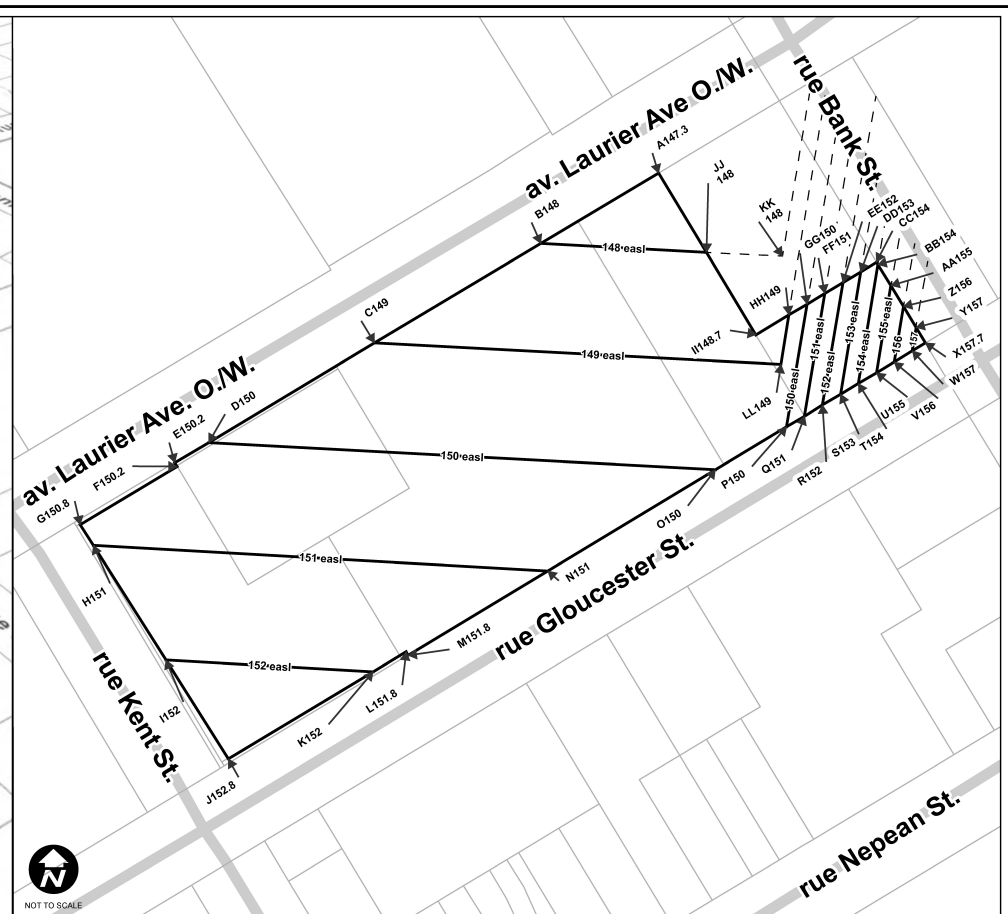 av. Laurier Ave O./W.
rue Bank St.
A147.3
JJ
148
KK
148
B148
148 easl
GG150
FF151
EE152
DD153
CC154
BB154
AA155
Z156
Y157
X157.7
W157
V156
U155
T154
S153
R152
Q151
P150
HH149
II148.7
LL149
C149
149 easl
150 easl
151 easl
152 easl
153 easl
154 easl
155 easl
156
157
av. Laurier Ave. O./W.
D150
E150.2
F150.2
G150.8
150 easl
O150
rue Gloucester St.
151 easl
N151
H151
M151.8
L151.8
152 easl
K152
I152
J152.8
rue Kent St.
rue Nepean St.
N
NOT TO SCALE